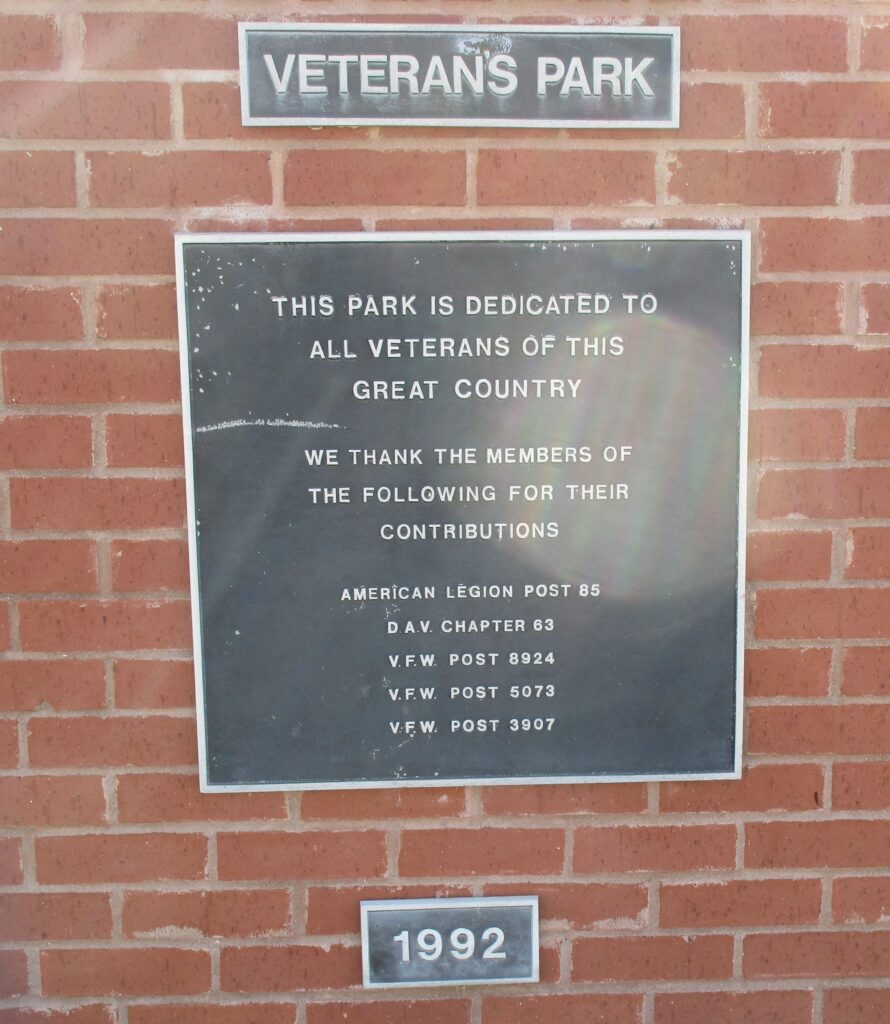 VETERAN'S PARK
THIS PARK IS DEDICATED TO
ALL VETERANS OF THIS
GREAT COUNTRY
WE THANK THE MEMBERS OF
THE FOLLOWING FOR THEIR
CONTRIBUTIONS
AMERICAN LEGION POST 85
D.A.V. CHAPTER 63
V.F.W. POST 8924
V.F.W. POST 5073
V.F.W. POST 3907
1992